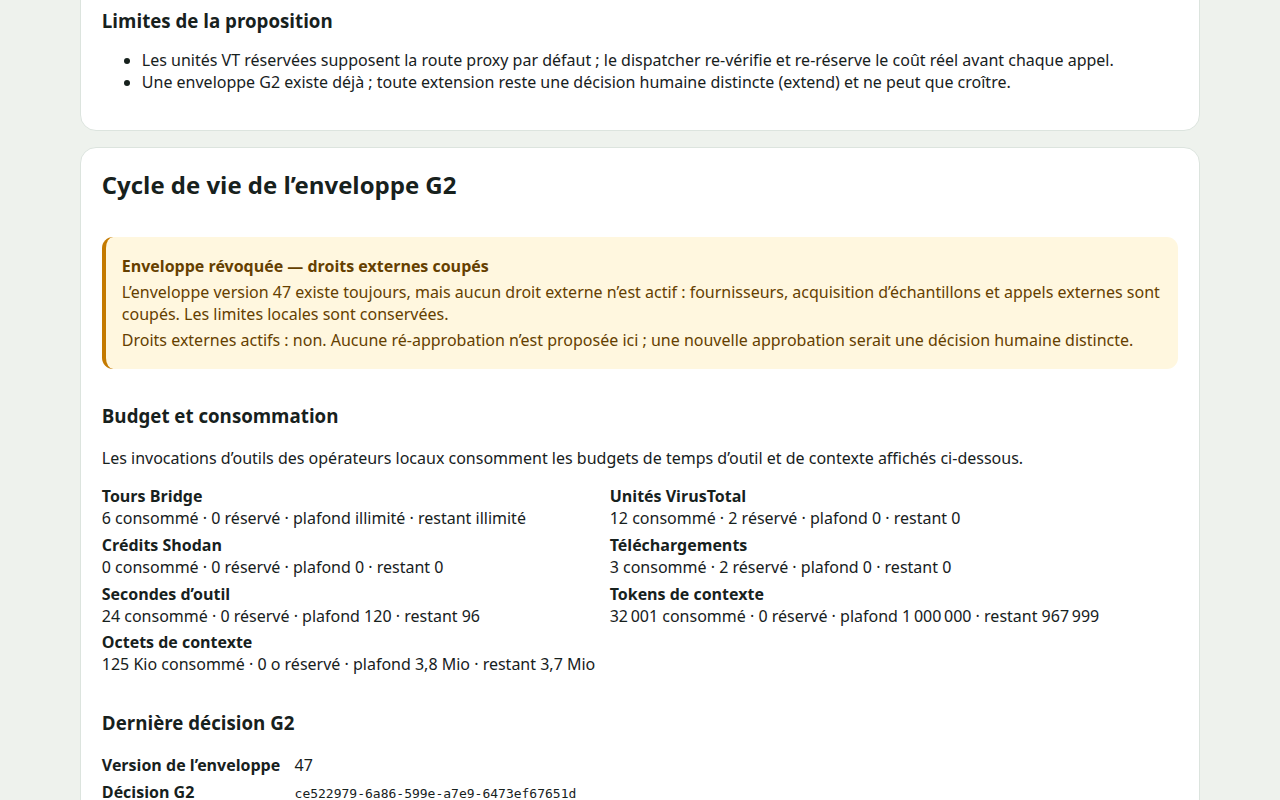 Limites de la proposition
Les unités VT réservées supposent la route proxy par défaut ; le dispatcher re-vérifie et re-réserve le coût réel avant chaque appel.
Une enveloppe G2 existe déjà ; toute extension reste une décision humaine distincte (extend) et ne peut que croître.
Cycle de vie de l’enveloppe G2
Enveloppe révoquée — droits externes coupés
L’enveloppe version 47 existe toujours, mais aucun droit externe n’est actif : fournisseurs, acquisition d’échantillons et appels externes sont
coupés. Les limites locales sont conservées.
Droits externes actifs : non. Aucune ré-approbation n’est proposée ici ; une nouvelle approbation serait une décision humaine distincte.
Budget et consommation
Les invocations d’outils des opérateurs locaux consomment les budgets de temps d’outil et de contexte affichés ci-dessous.
Tours Bridge
6 consommé · 0 réservé · plafond illimité · restant illimité
Unités VirusTotal
12 consommé · 2 réservé · plafond 0 · restant 0
Crédits Shodan
0 consommé · 0 réservé · plafond 0 · restant 0
Téléchargements
3 consommé · 2 réservé · plafond 0 · restant 0
Secondes d’outil
24 consommé · 0 réservé · plafond 120 · restant 96
Tokens de contexte
32 001 consommé · 0 réservé · plafond 1 000 000 · restant 967 999
Octets de contexte
125 Kio consommé · 0 o réservé · plafond 3,8 Mio · restant 3,7 Mio
Dernière décision G2
Version de l’enveloppe 47
Décision G2 ce522979-6a86-599e-a7e9-6473ef67651d